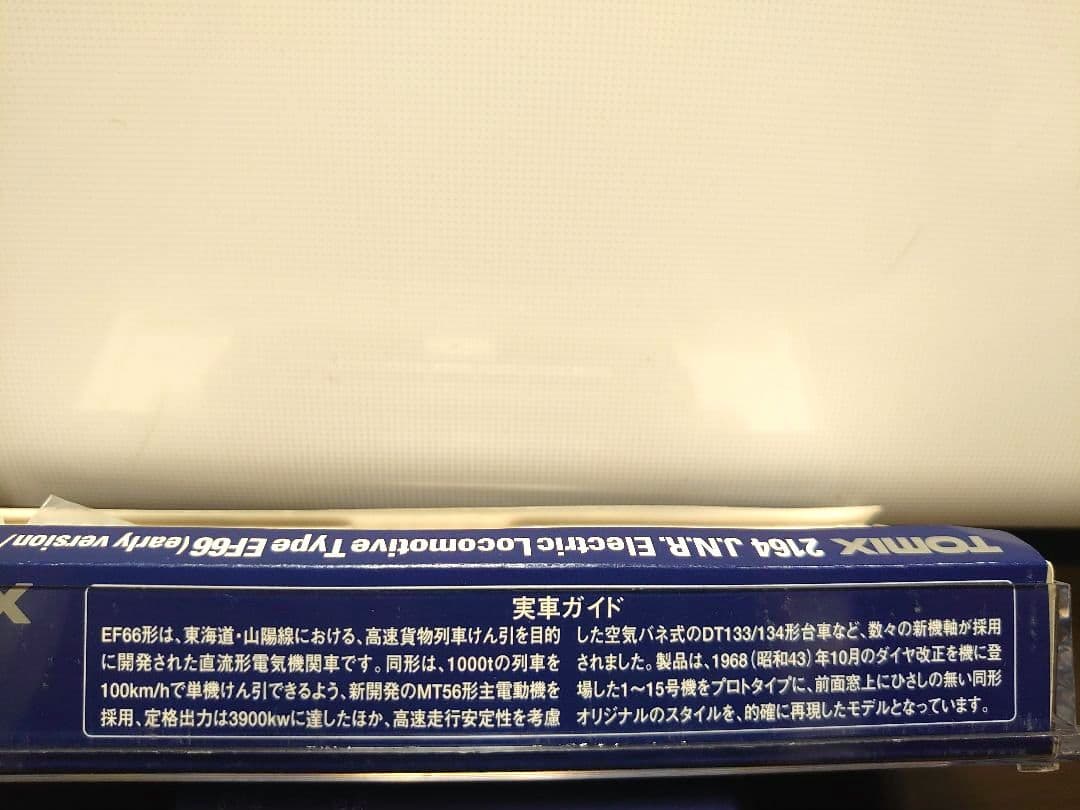 TOMIX 2164 J.N.R. Electric Locomotive Type EF66 (early version/
X
実車ガイド
EF66形は、東海道・山陽線における、高速貨物列車けん引を目的
に開発された直流形電気機関車です。同形は、1000tの列車を
100km/hで単機けん引できるよう、新開発のMT56形主電動機を
採用、定格出力は3900kwに達したほか、高速走行安定性を考慮
した空気バネ式のDT133/134形台車など、数々の新機軸が採用
されました。製品は、1968（昭和43）年10月のダイヤ改正を機に登
場した1〜15号機をプロトタイプに、前面窓上にひさしの無い同形
オリジナルのスタイルを、的確に再現したモデルとなっています。